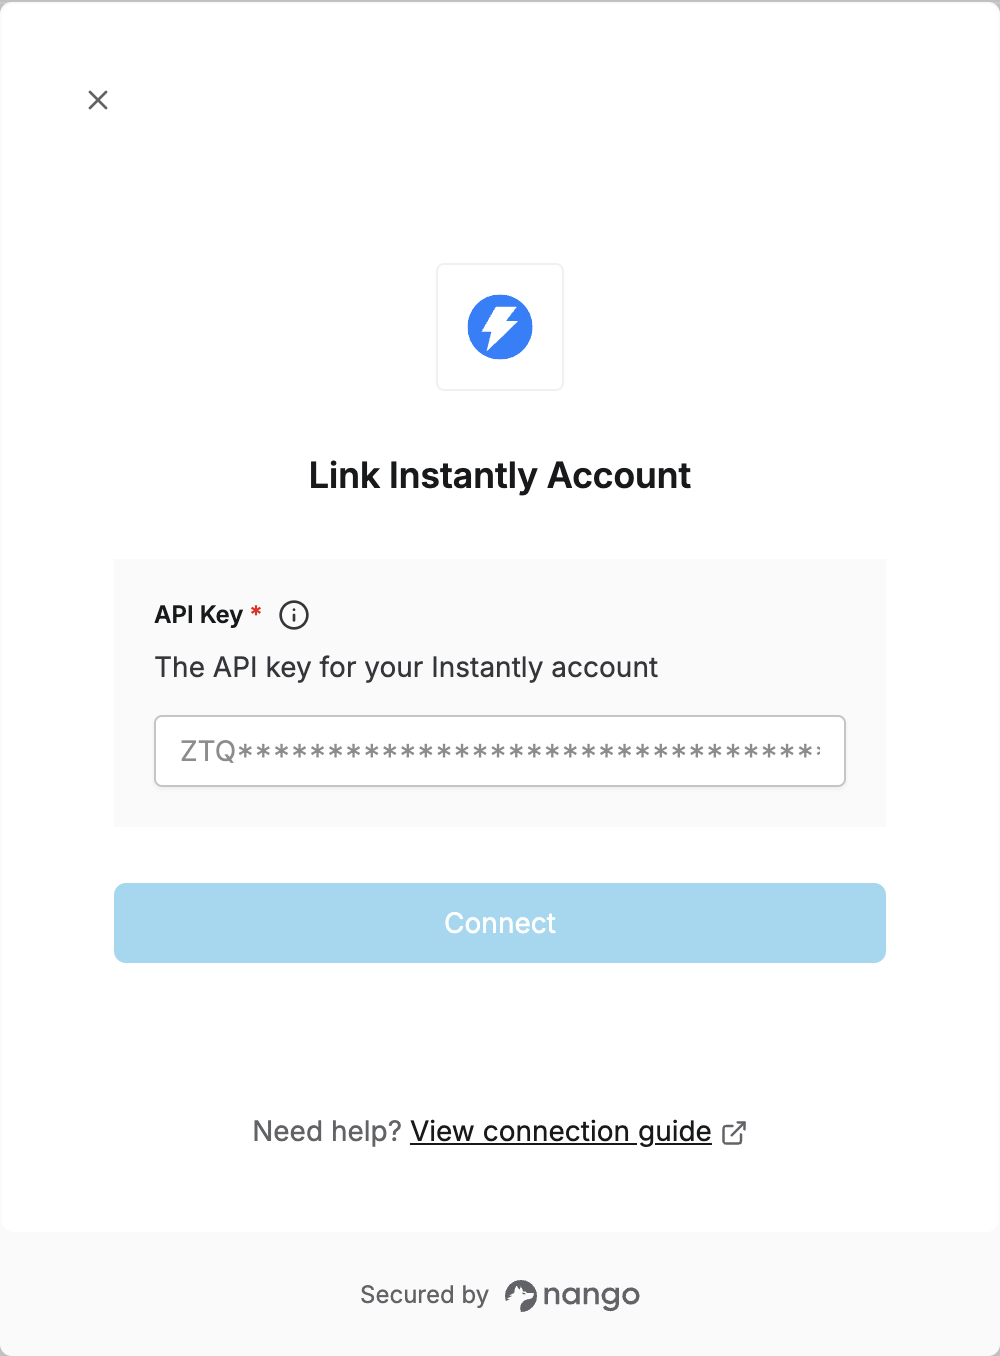 Link Instantly Account
API Key *
The API key for your Instantly account
ZTQ*********************************
Connect
Need help? View connection guide
Secured by nango